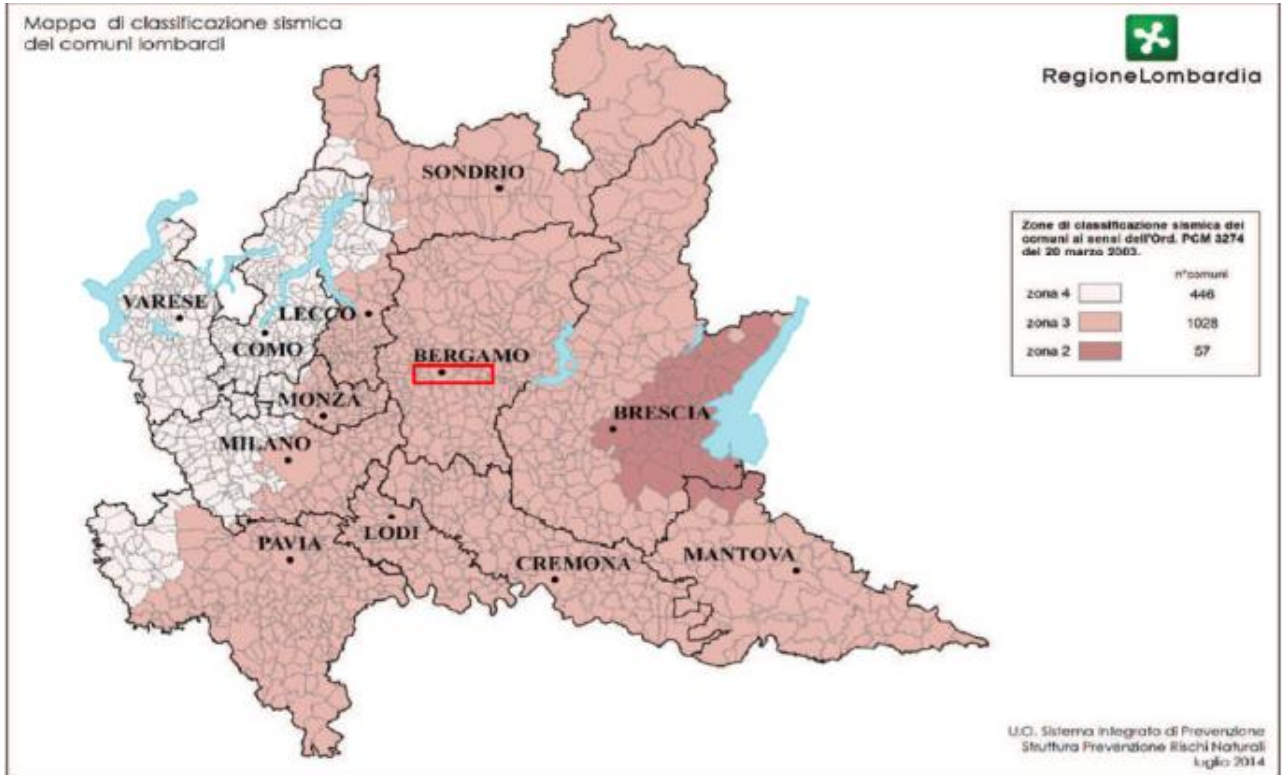 Mappa di classificazione sismica
dei comuni lombardi
RegioneLombardia
SONDRIO
VARESE
LECCO
COMO
BERGAMO
MONZA
BRESCIA
MILANO
PAVIA
LODI
CREMONA
MANTOVA
Zone di classificazione sismica dei
comuni ai sensi dell'Ord. PCM 3274
del 20 marzo 2003.
n°comuni
zona 4 446
zona 3 1028
zona 2 57
U.O. Sistema Integrato di Prevenzione
Struttura Prevenzione Rischi Naturali
luglio 2014